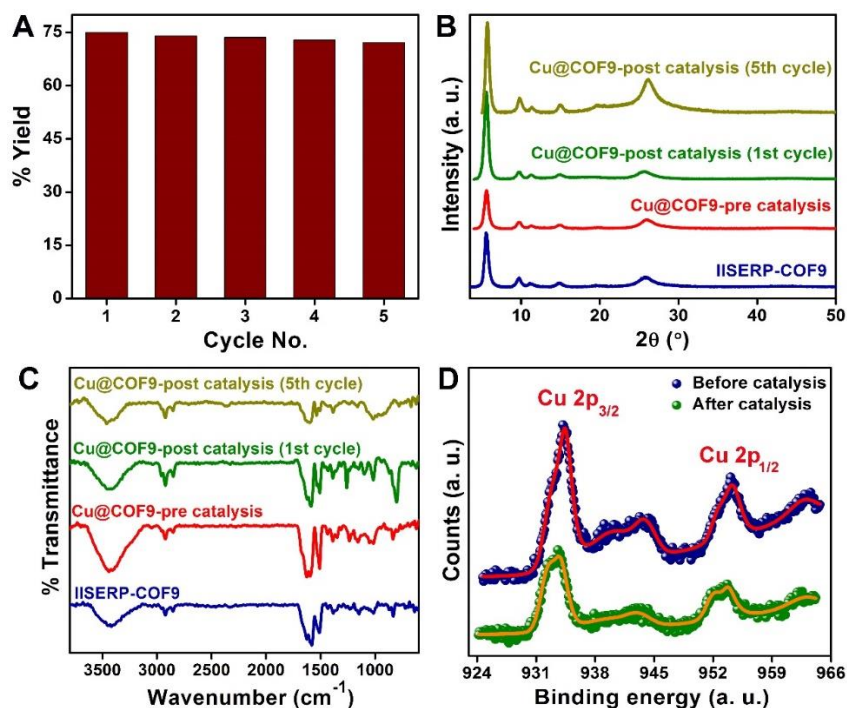 A
75
60
45
30
15
0
% Yield
1 2 3 4 5
Cycle No.
B
Cu@COF9-post catalysis (5th cycle)
Cu@COF9-post catalysis (1st cycle)
Cu@COF9-pre catalysis
IISERP-COF9
Intensity (a. u.)
10 20 30 40 50
2θ (°)
C
Cu@COF9-post catalysis (5th cycle)
Cu@COF9-post catalysis (1st cycle)
Cu@COF9-pre catalysis
IISERP-COF9
% Transmittance
3500 3000 2500 2000 1500 1000
Wavenumber (cm⁻¹)
D
Before catalysis
After catalysis
Cu 2p₃/₂
Cu 2p₁/₂
Counts (a. u.)
924 931 938 945 952 959 966
Binding energy (a. u.)